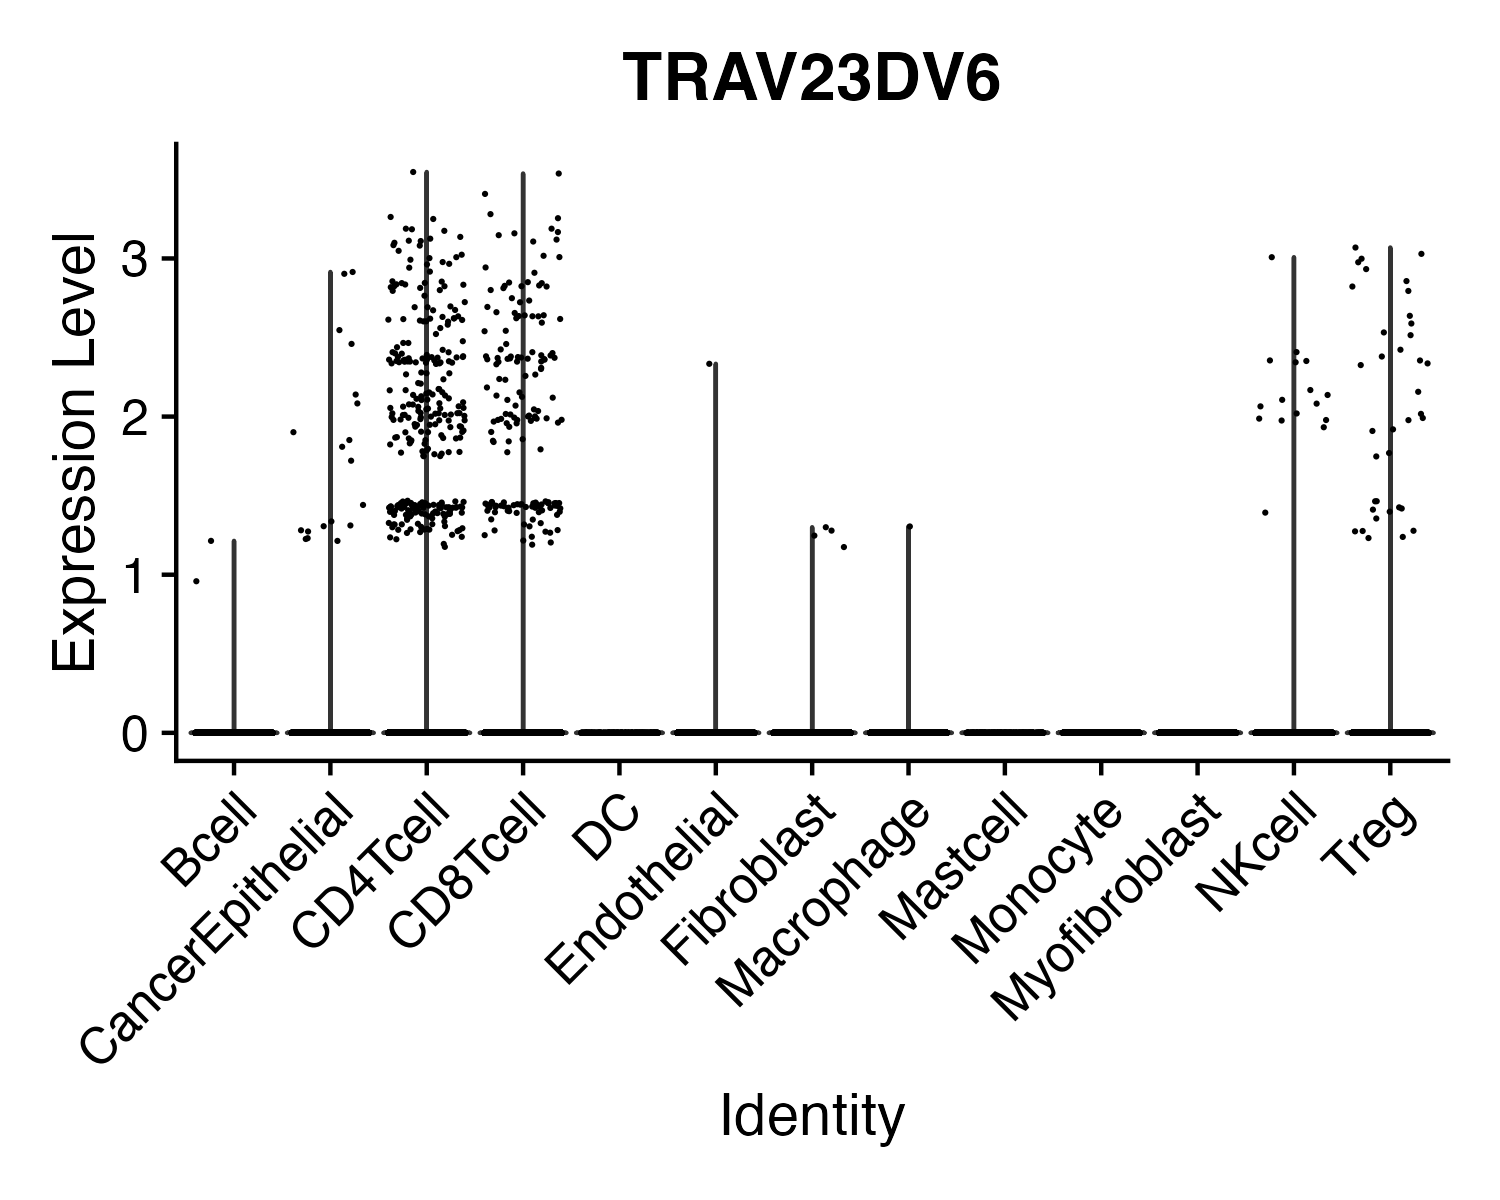 TRAV23DV6
Expression Level
3
2
1
0
Bcell
CancerEpithelial
CD4Tcell
CD8Tcell
DC
Endothelial
Fibroblast
Macrophage
Mastcell
Monocyte
Myofibroblast
NKcell
Treg
Identity